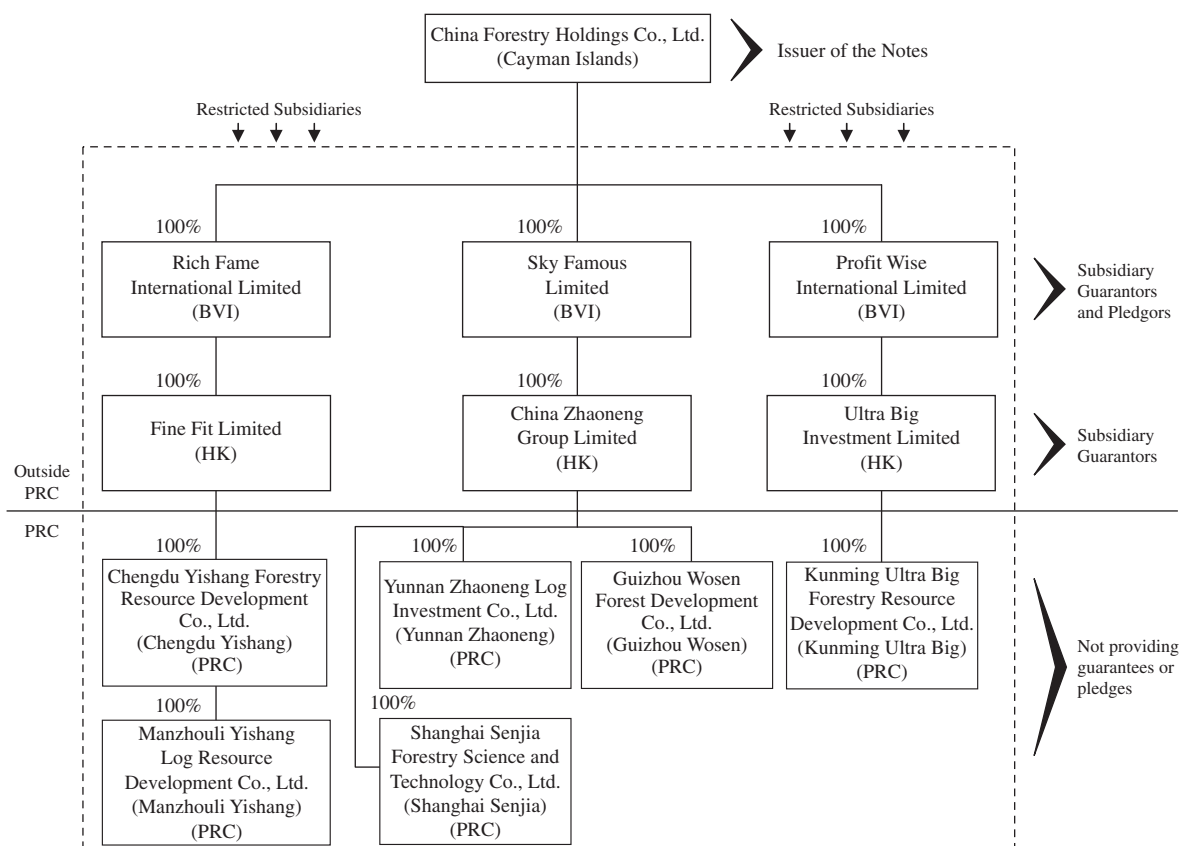 China Forestry Holdings Co., Ltd.
(Cayman Islands)
Issuer of the Notes
Restricted Subsidiaries
Restricted Subsidiaries
100%
100%
100%
Rich Fame
International Limited
(BVI)
Sky Famous
Limited
(BVI)
Profit Wise
International Limited
(BVI)
Subsidiary
Guarantors
and Pledgors
100%
100%
100%
Fine Fit Limited
(HK)
China Zhaoneng
Group Limited
(HK)
Ultra Big
Investment Limited
(HK)
Subsidiary
Guarantors
Outside
PRC
PRC
100%
100%
100%
100%
Chengdu Yishang Forestry
Resource Development
Co., Ltd.
(Chengdu Yishang)
(PRC)
Yunnan Zhaoneng Log
Investment Co., Ltd.
(Yunnan Zhaoneng)
(PRC)
Guizhou Wosen
Forest Development
Co., Ltd.
(Guizhou Wosen)
(PRC)
Kunming Ultra Big
Forestry Resource
Development Co., Ltd.
(Kunming Ultra Big)
(PRC)
Not providing
guarantees or
pledges
100%
100%
Manzhouli Yishang
Log Resource
Development Co., Ltd.
(Manzhouli Yishang)
(PRC)
Shanghai Senjia
Forestry Science and
Technology Co., Ltd.
(Shanghai Senjia)
(PRC)